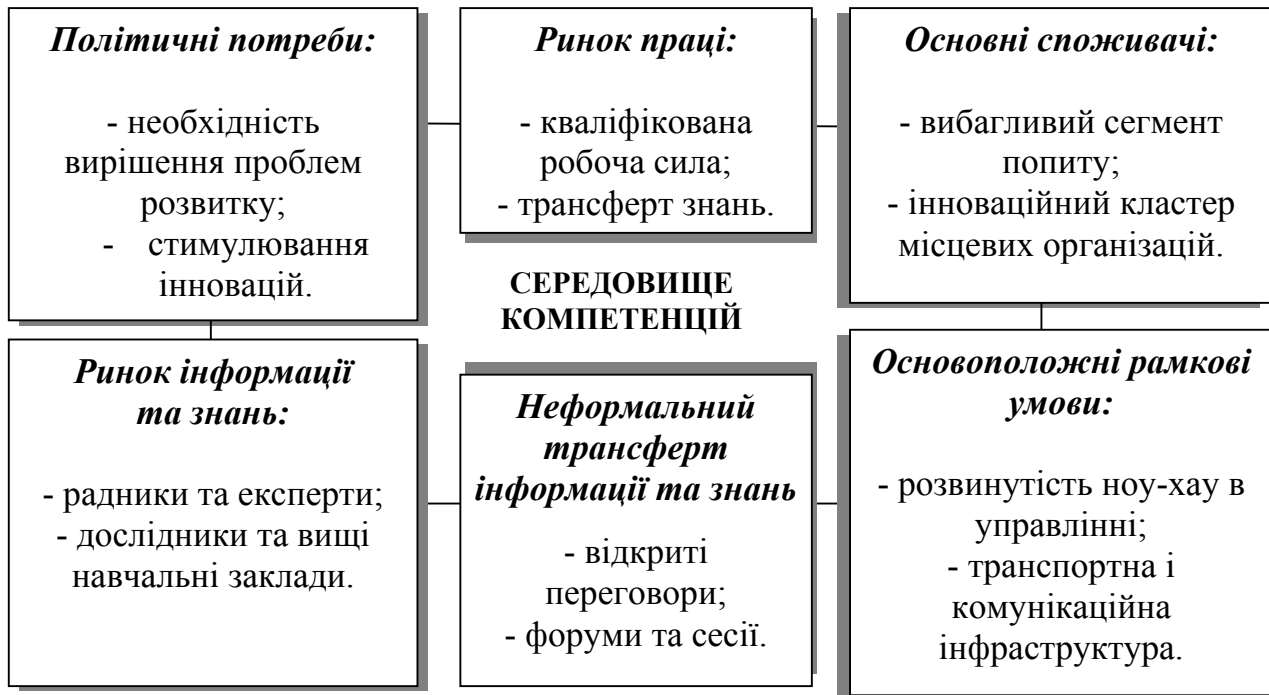 Політичні потреби:
- необхідність
вирішення проблем
розвитку;
- стимулювання
інновацій.
Ринок праці:
- кваліфікована
робоча сила;
- трансферт знань.
Основні споживачі:
- вибагливий сегмент
попиту;
- інноваційний кластер
місцевих організацій.
СЕРЕДОВИЩЕ
КОМПЕТЕНЦІЙ
Ринок інформації
та знань:
- радники та експерти;
- дослідники та вищі
навчальні заклади.
Неформальний
трансферт
інформації та знань
- відкриті
переговори;
- форуми та сесії.
Основоположні рамкові
умови:
- розвинутість ноу-хау в
управлінні;
- транспортна і
комунікаційна
інфраструктура.